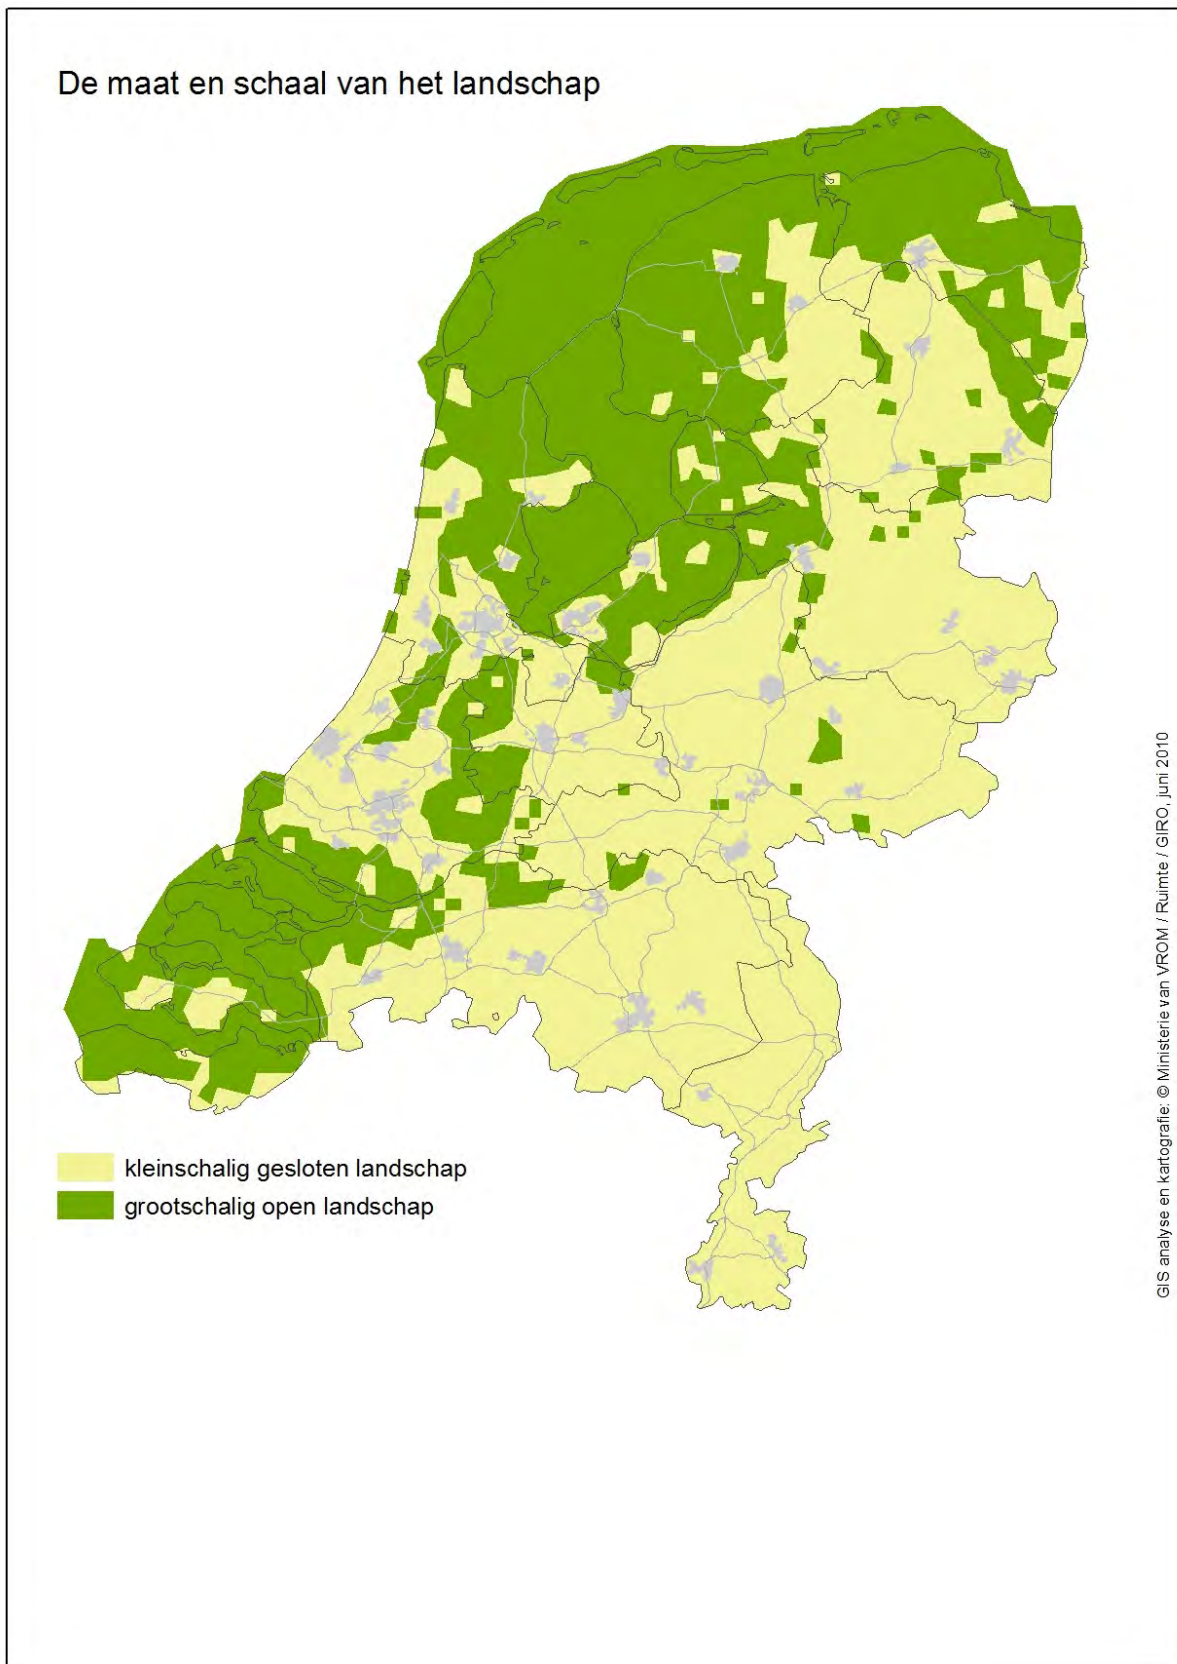 De maat en schaal van het landschap
kleinschalig gesloten landschap
grootschalig open landschap
GIS analyse en kartografie: © Ministerie van VROM / Ruimte / GIRO, juni 2010